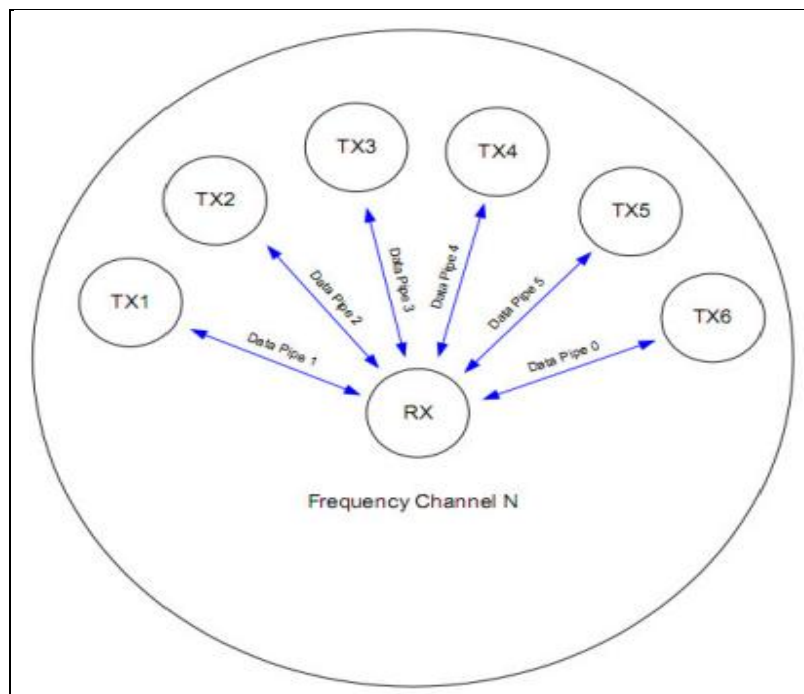 TX3
TX4
TX2
TX5
TX1
TX6
Data Pipe 1
Data Pipe 2
Data Pipe 3
Data Pipe 4
Data Pipe 5
Data Pipe 0
RX
Frequency Channel N